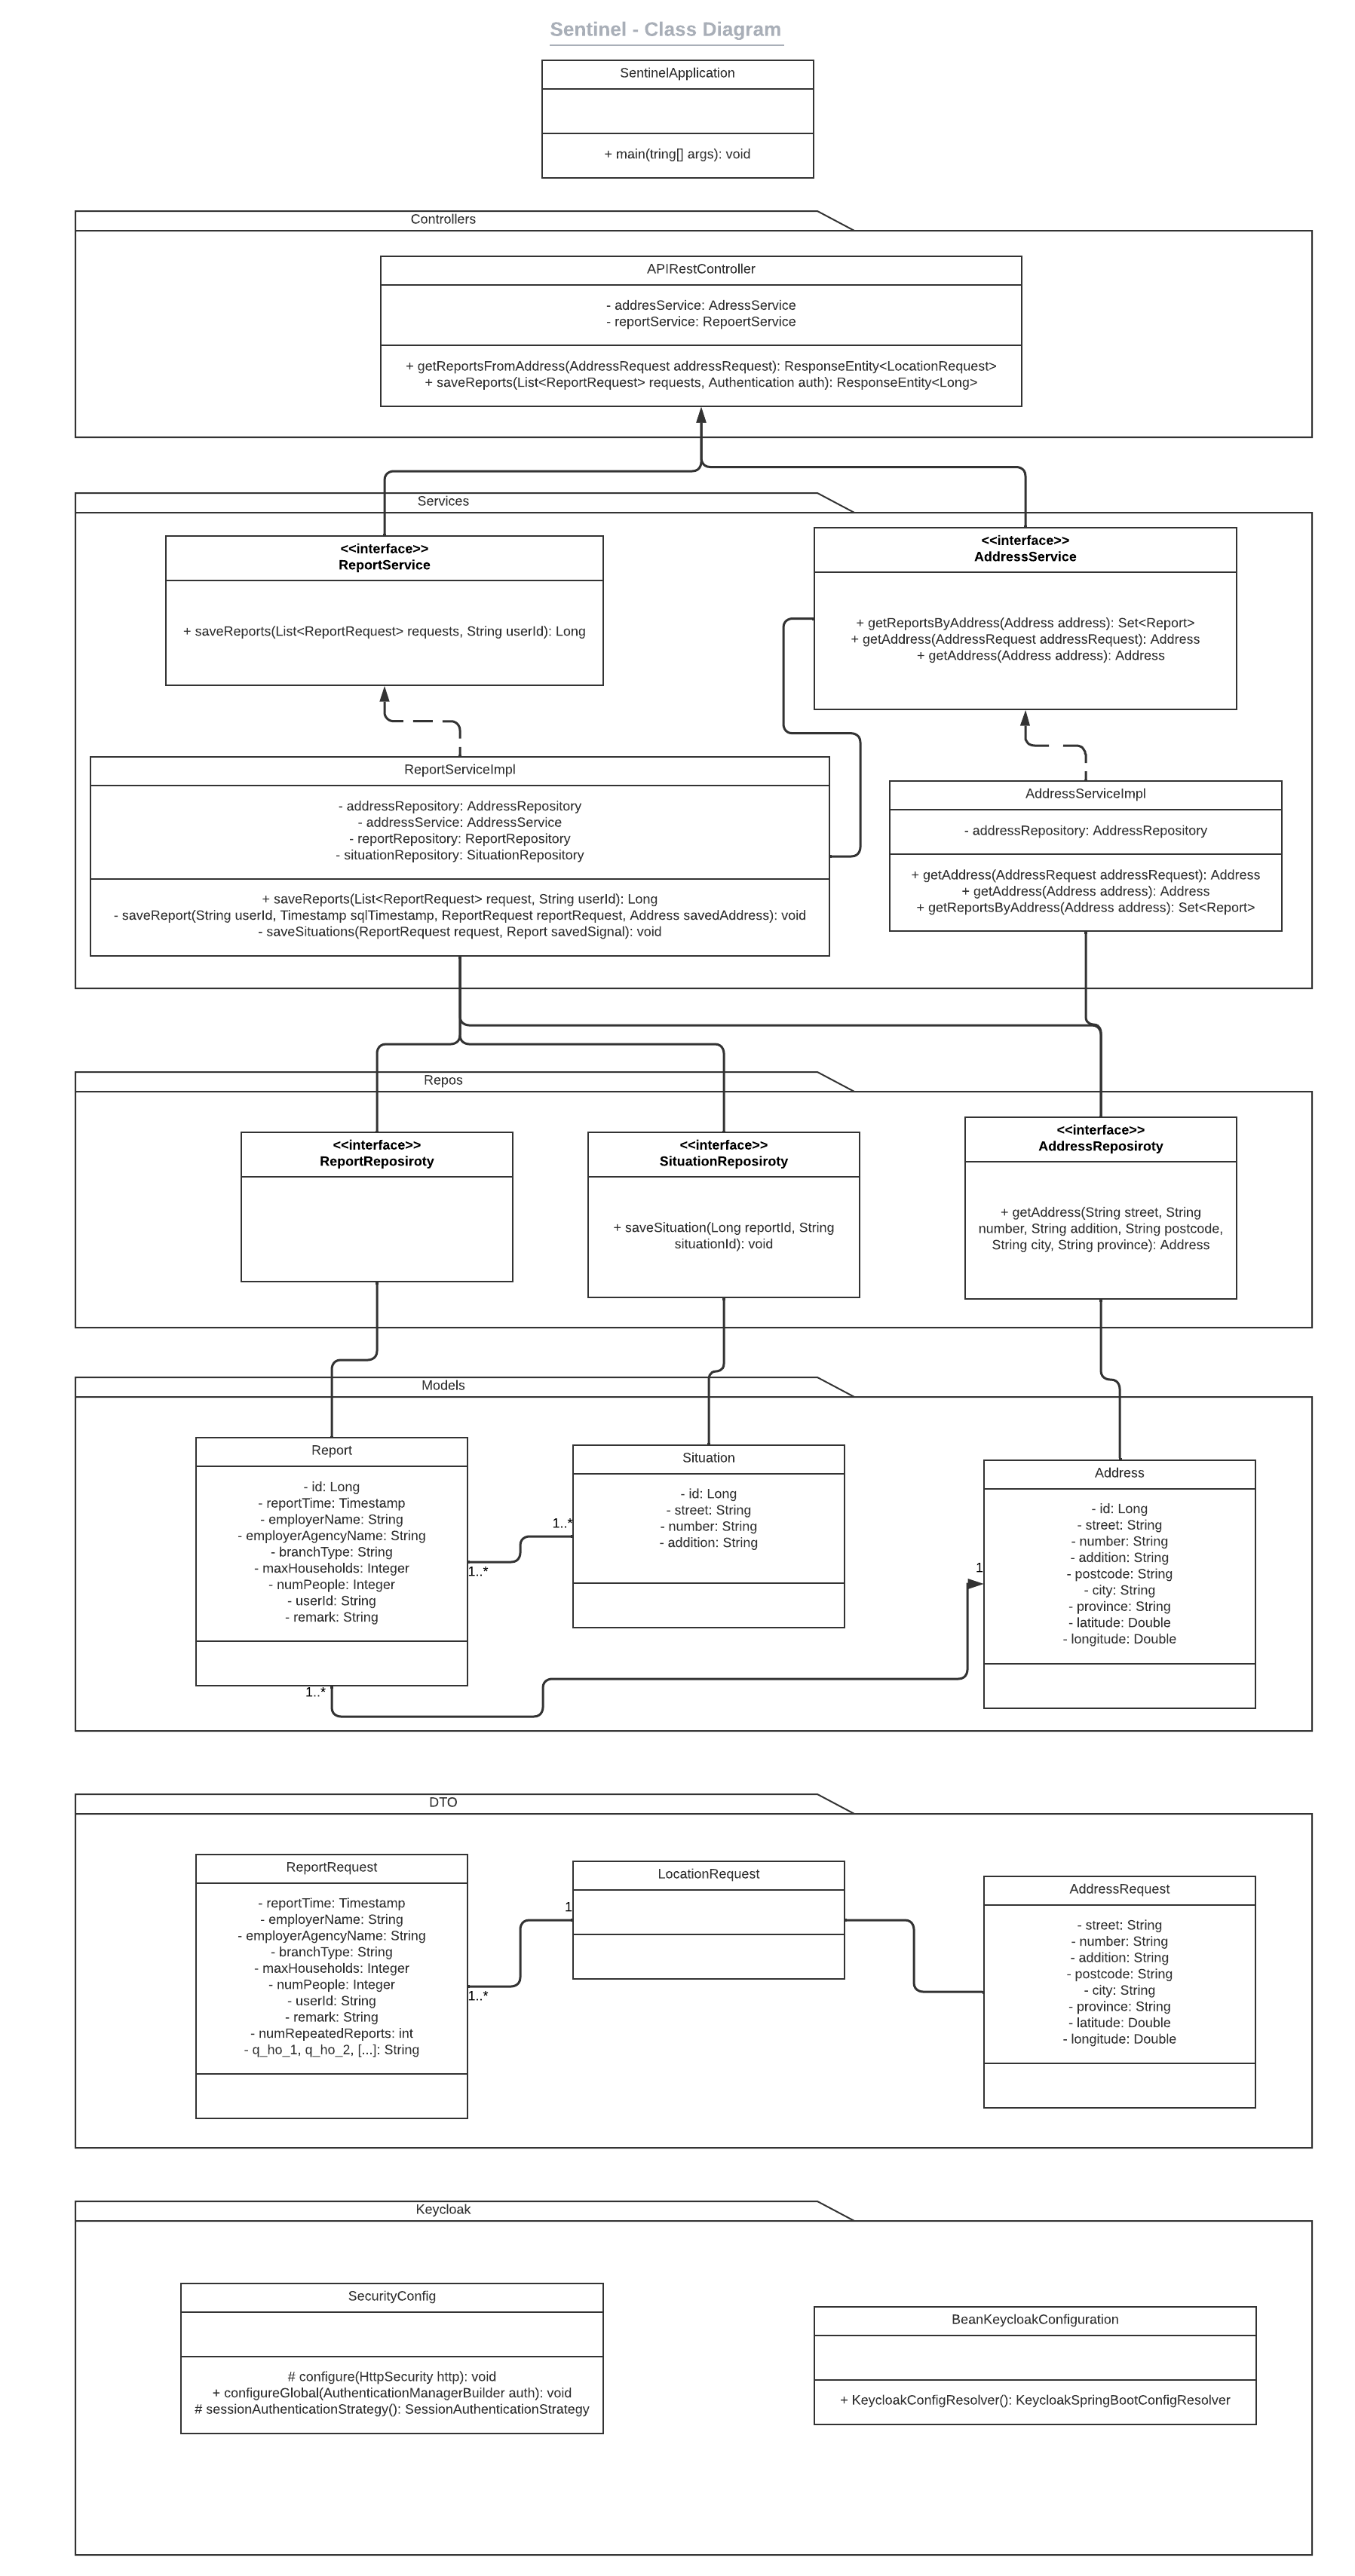 Sentinel - Class Diagram
SentinelApplication
+ main(tring[] args): void
Controllers
APIRestController
- addresService: AdressService
- reportService: RepoertService
+ getReportsFromAddress(AddressRequest addressRequest): ResponseEntity<LocationRequest>
+ saveReports(List<ReportRequest> requests, Authentication auth): ResponseEntity<Long>
Services
<<interface>>
ReportService
+ saveReports(List<ReportRequest> requests, String userId): Long
<<interface>>
AddressService
+ getReportsByAddress(Address address): Set<Report>
+ getAddress(AddressRequest addressRequest): Address
+ getAddress(Address address): Address
ReportServiceImpl
- addressRepository: AddressRepository
- addressService: AddressService
- reportRepository: ReportRepository
- situationRepository: SituationRepository
+ saveReports(List<ReportRequest> request, String userId): Long
- saveReport(String userId, Timestamp sqlTimestamp, ReportRequest reportRequest, Address savedAddress): void
- saveSituations(ReportRequest request, Report savedSignal): void
AddressServiceImpl
- addressRepository: AddressRepository
+ getAddress(AddressRequest addressRequest): Address
+ getAddress(Address address): Address
+ getReportsByAddress(Address address): Set<Report>
Repos
<<interface>>
ReportReposiroty
<<interface>>
SituationReposiroty
+ saveSituation(Long reportId, String
situationId): void
<<interface>>
AddressReposiroty
+ getAddress(String street, String
number, String addition, String postcode,
String city, String province): Address
Models
Report
- id: Long
- reportTime: Timestamp
- employerName: String
- employerAgencyName: String
- branchType: String
- maxHouseholds: Integer
- numPeople: Integer
- userId: String
- remark: String
1..*
1..*
1..*
Situation
- id: Long
- street: String
- number: String
- addition: String
1
Address
- id: Long
- street: String
- number: String
- addition: String
- postcode: String
- city: String
- province: String
- latitude: Double
- longitude: Double
DTO
ReportRequest
- reportTime: Timestamp
- employerName: String
- employerAgencyName: String
- branchType: String
- maxHouseholds: Integer
- numPeople: Integer
- userId: String
- remark: String
- numRepeatedReports: int
- q_ho_1, q_ho_2, [...]: String
1..*
1
LocationRequest
AddressRequest
- street: String
- number: String
- addition: String
- postcode: String
- city: String
- province: String
- latitude: Double
- longitude: Double
Keycloak
SecurityConfig
# configure(HttpSecurity http): void
+ configureGlobal(AuthenticationManagerBuilder auth): void
# sessionAuthenticationStrategy(): SessionAuthenticationStrategy
BeanKeycloakConfiguration
+ KeycloakConfigResolver(): KeycloakSpringBootConfigResolver